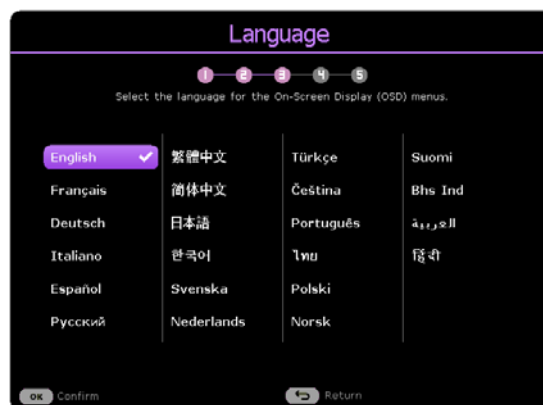 Language
1 2 3 4 5
Select the language for the On-Screen Display (OSD) menus.
English 繁體中文 Türkçe Suomi
Français 简体中文 Čeština Bhs Ind
Deutsch 日本語 Português العربية
Italiano 한국어 ไทย हिंदी
Español Svenska Polski
Русский Nederlands Norsk
OK Confirm Return